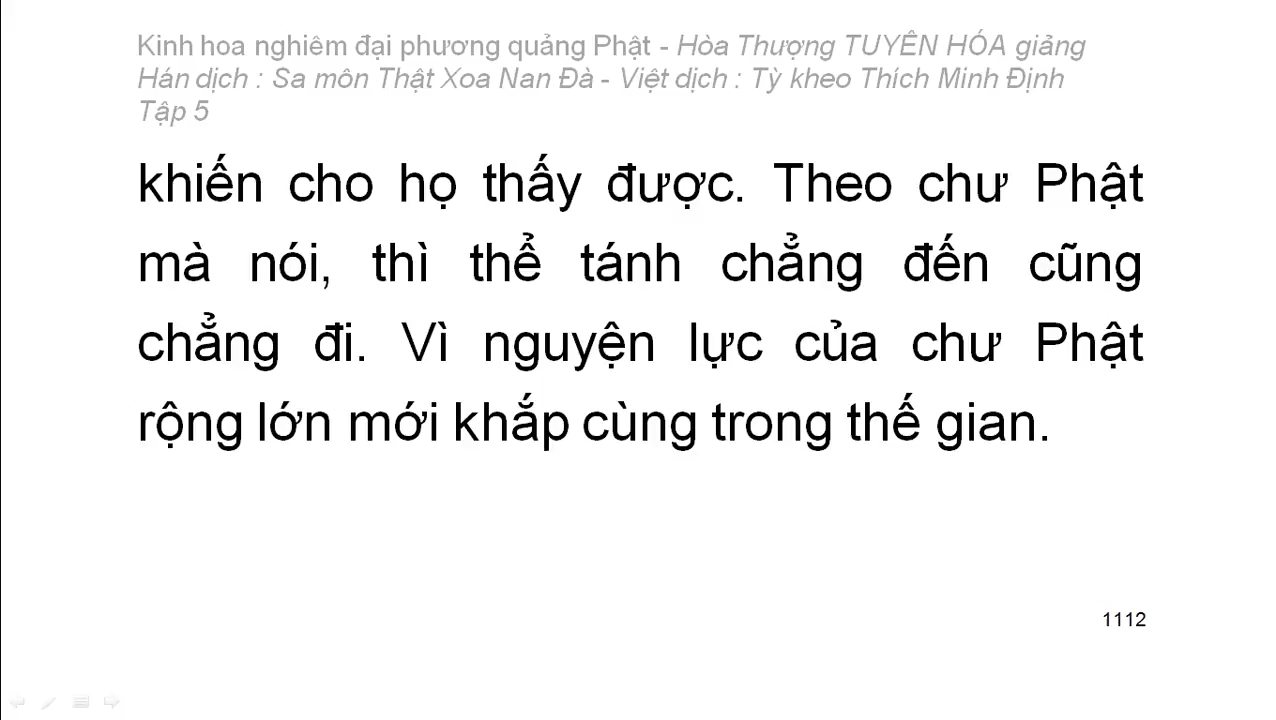 Kinh hoa nghiêm đại phương quảng Phật - Hòa Thượng TUYÊN HÓA giảng
Hán dịch : Sa môn Thật Xoa Nan Đà - Việt dịch : Tỳ kheo Thích Minh Định
Tập 5
khiến cho họ thấy được. Theo chư Phật
mà nói, thì thể tánh chẳng đến cũng
chẳng đi. Vì nguyện lực của chư Phật
rộng lớn mới khắp cùng trong thế gian.
1112